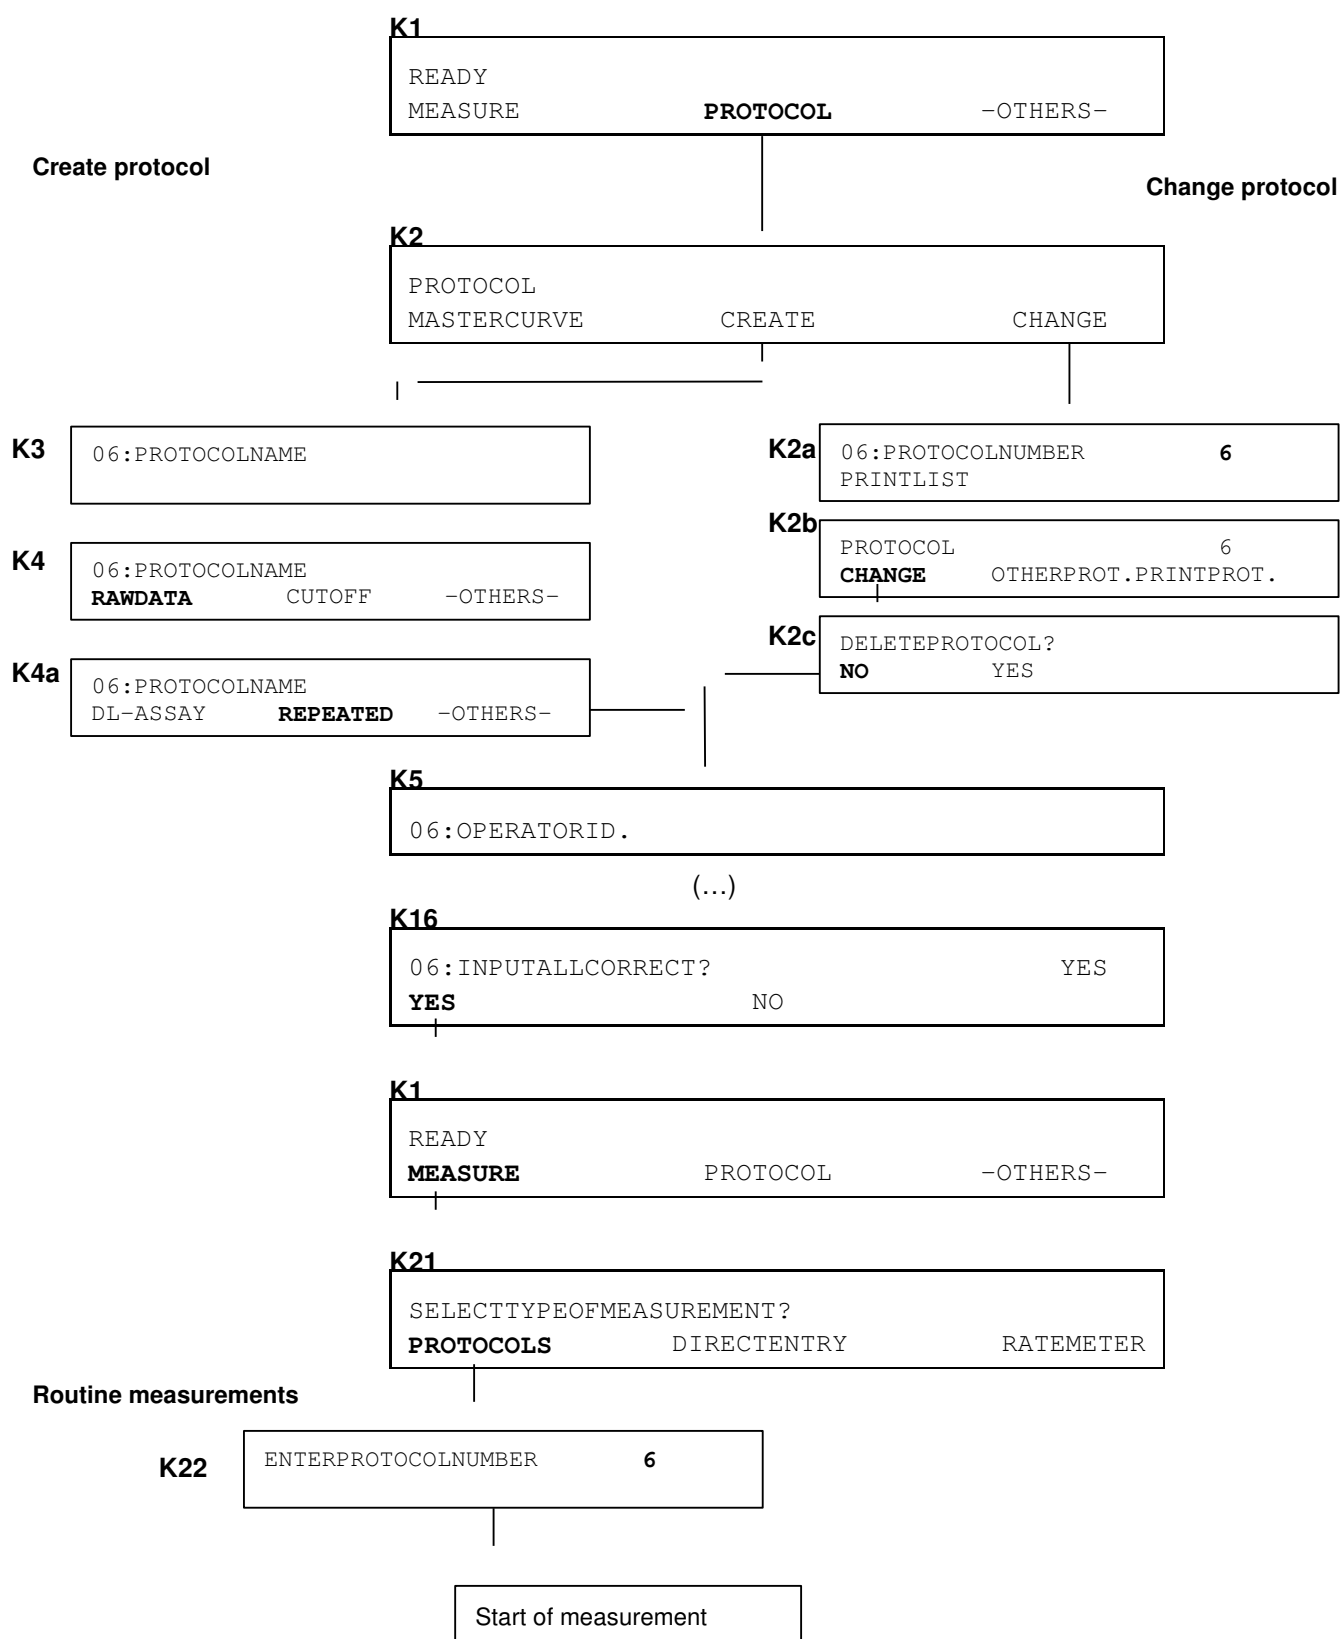 K1
READY
MEASURE PROTOCOL -OTHERS-
Create protocol
Change protocol
K2
PROTOCOL
MASTERCURVE CREATE CHANGE
K3
06:PROTOCOLNAME
K2a
06:PROTOCOLNUMBER 6
PRINTLIST
K2b
PROTOCOL 6
CHANGE OTHERPROT.PRINTPROT.
K4
06:PROTOCOLNAME
RAWDATA CUTOFF -OTHERS-
K2c
DELETEPROTOCOL?
NO YES
K4a
06:PROTOCOLNAME
DL-ASSAY REPEATED -OTHERS-
K5
06:OPERATORID.
(...)
K16
06:INPUTALLCORRECT? YES
YES NO
K1
READY
MEASURE PROTOCOL -OTHERS-
K21
SELECTTYPEOFMEASUREMENT?
PROTOCOLS DIRECTENTRY RATEMETER
Routine measurements
K22
ENTERPROTOCOLNUMBER 6
Start of measurement